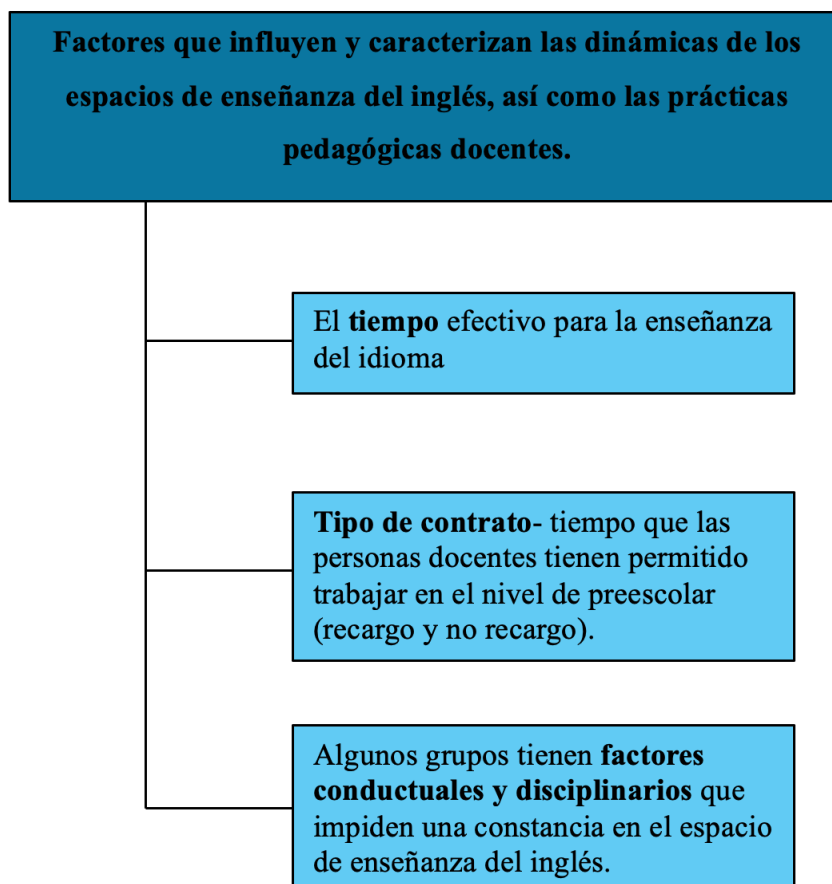 Factores que influyen y caracterizan las dinámicas de los
espacios de enseñanza del inglés, así como las prácticas
pedagógicas docentes.
El tiempo efectivo para la enseñanza
del idioma
Tipo de contrato- tiempo que las
personas docentes tienen permitido
trabajar en el nivel de preescolar
(recargo y no recargo).
Algunos grupos tienen factores
conductuales y disciplinarios que
impiden una constancia en el espacio
de enseñanza del inglés.